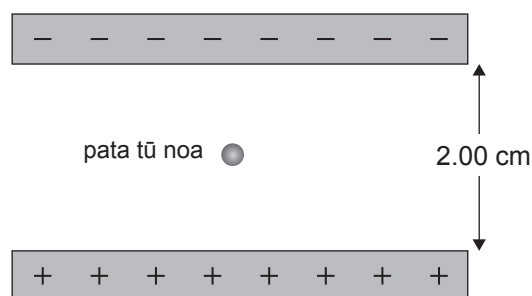 − − − − − − − −
pata tū noa
2.00 cm
+ + + + + + + +